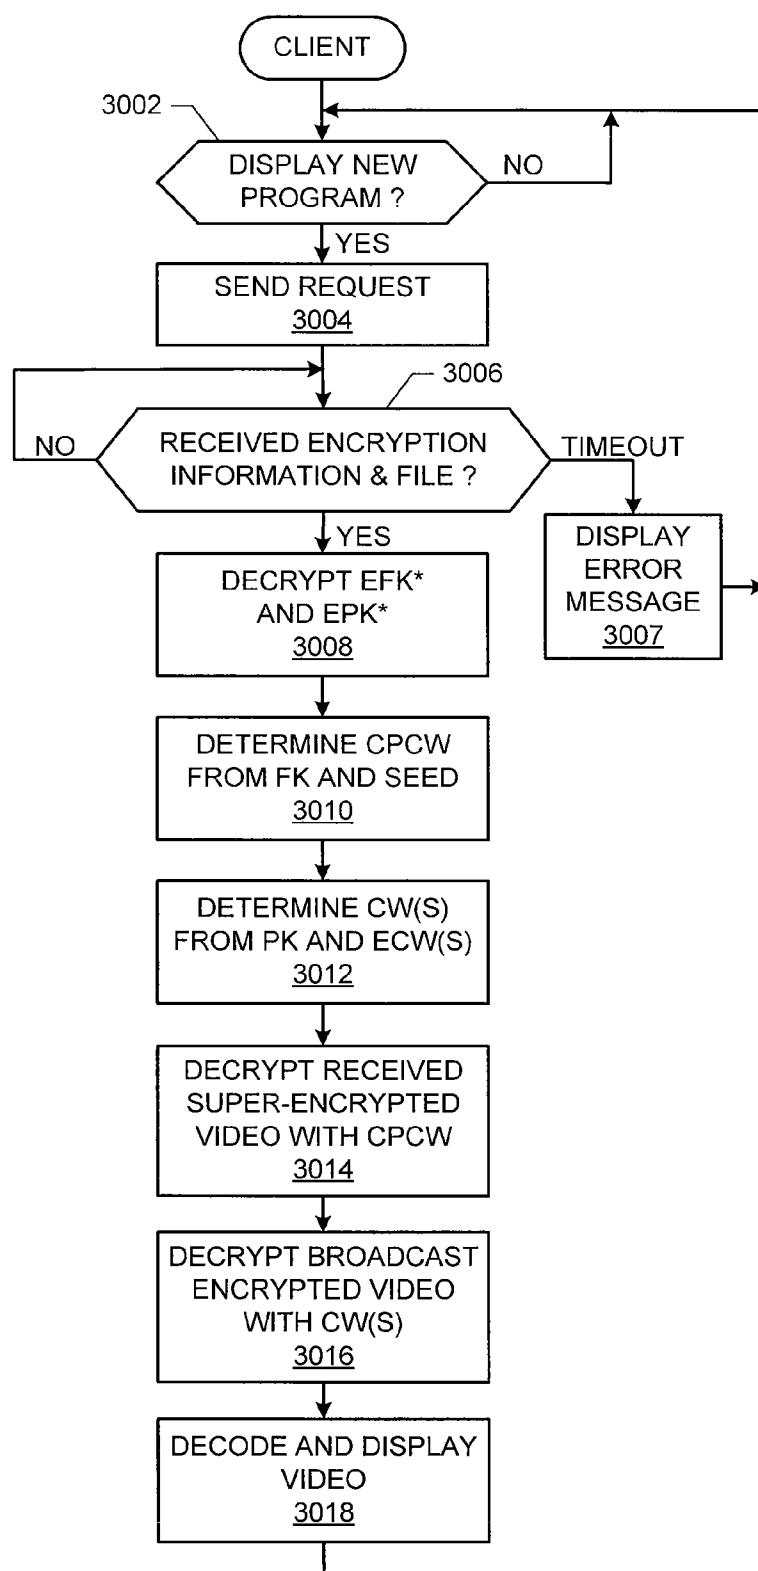 CLIENT
3002
DISPLAY NEW
PROGRAM ?
NO
YES
SEND REQUEST
3004
3006
NO
RECEIVED ENCRYPTION
INFORMATION & FILE ?
TIMEOUT
YES
DISPLAY
ERROR
MESSAGE
3007
DECRYPT EFK*
AND EPK*
3008
DETERMINE CPCW
FROM FK AND SEED
3010
DETERMINE CW(S)
FROM PK AND ECW(S)
3012
DECRYPT RECEIVED
SUPER-ENCRYPTED
VIDEO WITH CPCW
3014
DECRYPT BROADCAST
ENCRYPTED VIDEO
WITH CW(S)
3016
DECODE AND DISPLAY
VIDEO
3018